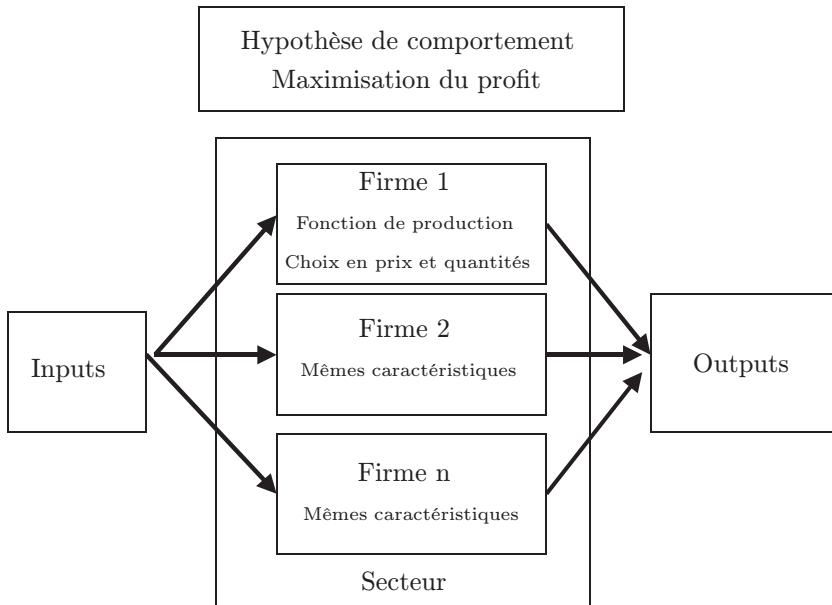 Hypothèse de comportement
Maximisation du profit
Firme 1
Fonction de production
Choix en prix et quantités
Firme 2
Mêmes caractéristiques
Inputs
Outputs
Firme n
Mêmes caractéristiques
Secteur